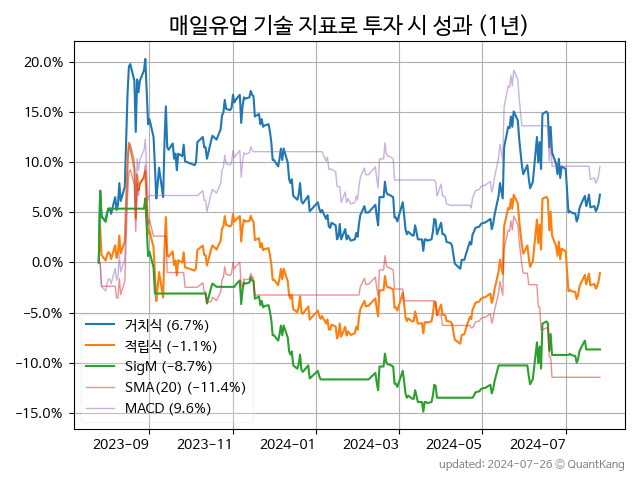 매일유업 기술 지표로 투자 시 성과 (1년)
20.0%
15.0%
10.0%
5.0%
0.0%
−5.0%
−10.0%
−15.0%
거치식 (6.7%)
적립식 (−1.1%)
SigM (−8.7%)
SMA(20) (−11.4%)
MACD (9.6%)
2023-09
2023-11
2024-01
2024-03
2024-05
2024-07
updated: 2024-07-26 © QuantKang